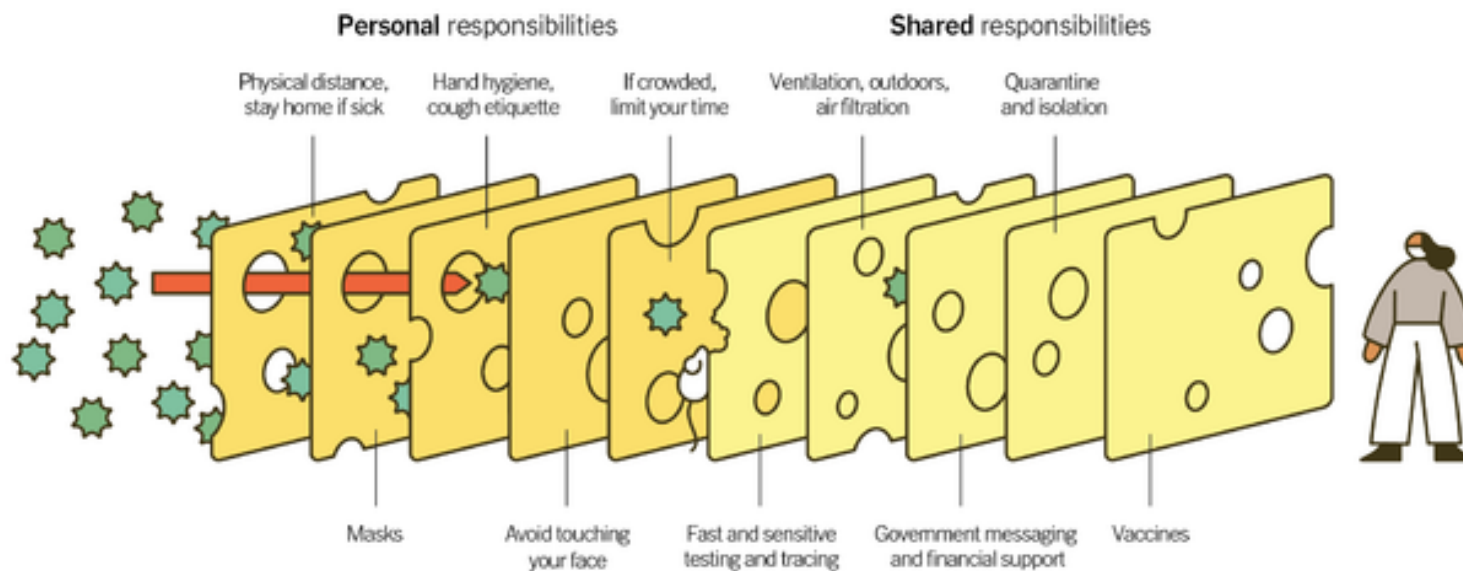 Personal responsibilities
Shared responsibilities
Physical distance,
stay home if sick
Hand hygiene,
cough etiquette
If crowded,
limit your time
Ventilation, outdoors,
air filtration
Quarantine
and isolation
Masks
Avoid touching
your face
Fast and sensitive
testing and tracing
Government messaging
and financial support
Vaccines